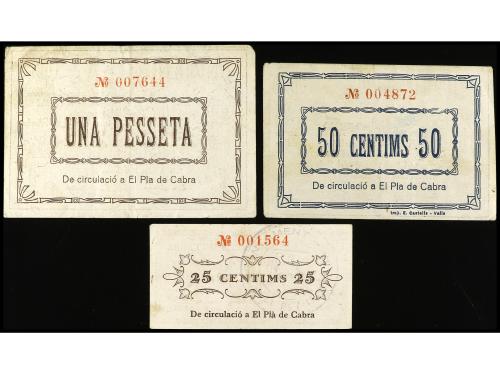 № 007644
UNA PESSETA
De circulació a El Pla de Cabra
№ 004872
50 CENTIMS 50
De circulació a El Pla de Cabra
Imp. E. Castells - Valls
№ 001564
25 CENTIMS 25
De circulació a El Plà de Cabra